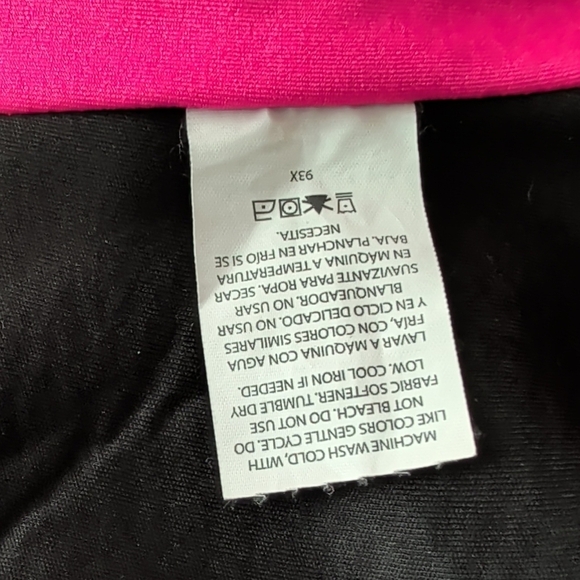 MACHINE WASH COLD, WITH
LIKE COLORS GENTLE CYCLE. DO
NOT BLEACH. DO NOT USE
FABRIC SOFTENER. TUMBLE DRY
LOW. COOL IRON IF NEEDED.
LAVAR A MÁQUINA CON AGUA
FRÍA, CON COLORES SIMILARES
Y EN CICLO DELICADO. NO USAR
BLANQUEADOR. NO USAR
SUAVIZANTE PARA ROPA. SECAR
EN MÁQUINA A TEMPERATURA
BAJA. PLANCHAR EN FRÍO SI SE
NECESITA.
93X